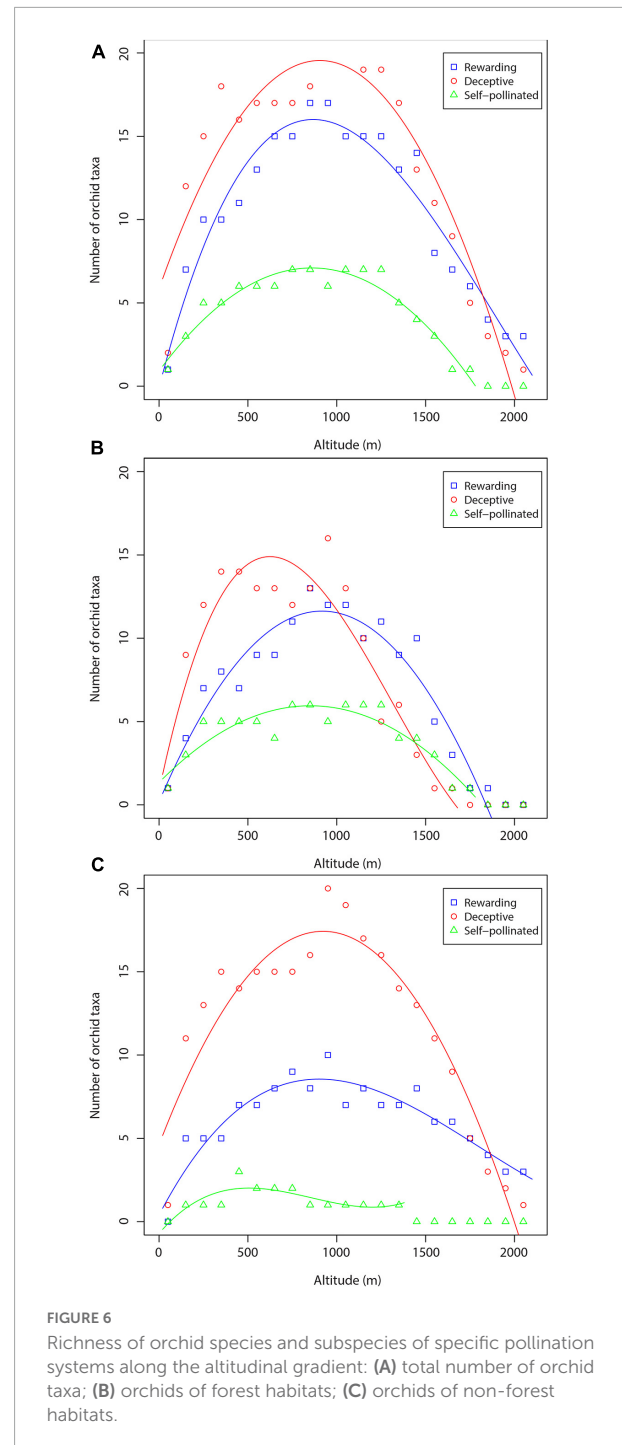 A
20
15
10
5
0
Number of orchid taxa
Rewarding
Deceptive
Self-pollinated
0 500 1000 1500 2000
Altitude (m)
B
20
15
10
5
0
Number of orchid taxa
Rewarding
Deceptive
Self-pollinated
0 500 1000 1500 2000
Altitude (m)
C
20
15
10
5
0
Number of orchid taxa
Rewarding
Deceptive
Self-pollinated
0 500 1000 1500 2000
Altitude (m)
FIGURE 6
Richness of orchid species and subspecies of specific pollination
systems along the altitudinal gradient: (A) total number of orchid
taxa; (B) orchids of forest habitats; (C) orchids of non-forest
habitats.